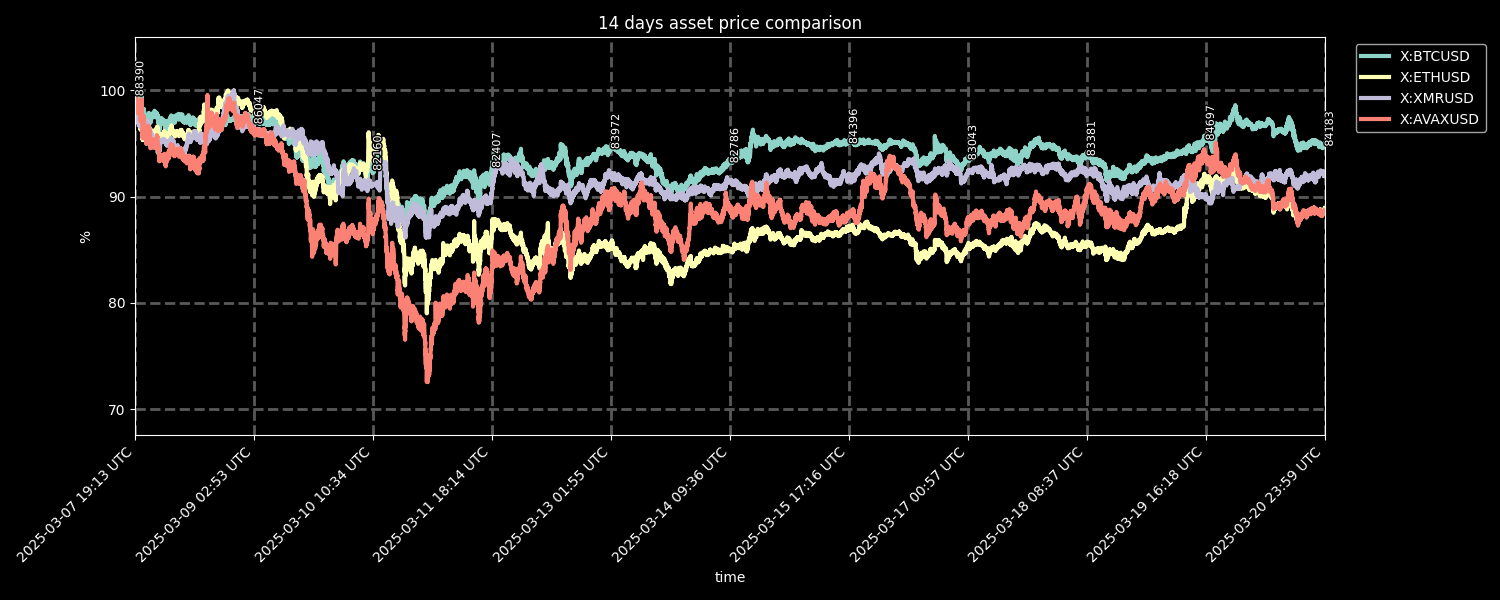 14 days asset price comparison
X:BTCUSD
X:ETHUSD
X:XMRUSD
X:AVAXUSD
100
90
80
70
%
88390
86047
82160
82407
83972
82786
84396
83043
83381
84697
84183
2025-03-07 19:13 UTC
2025-03-09 02:53 UTC
2025-03-10 10:34 UTC
2025-03-11 18:14 UTC
2025-03-13 01:55 UTC
2025-03-14 09:36 UTC
2025-03-15 17:16 UTC
2025-03-17 00:57 UTC
2025-03-18 08:37 UTC
2025-03-19 16:18 UTC
2025-03-20 23:59 UTC
time